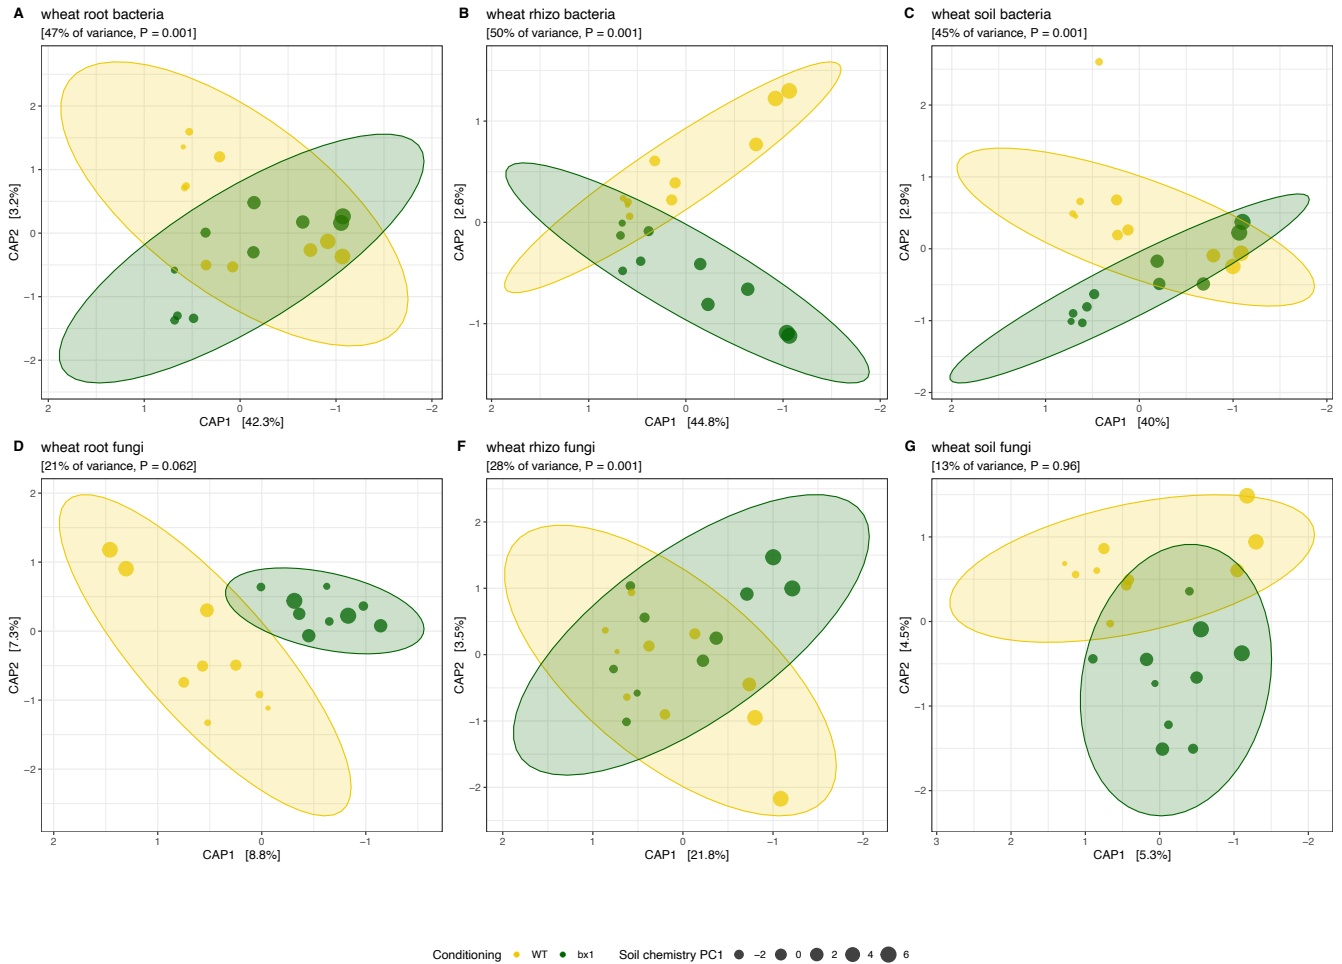 A wheat root bacteria
[47% of variance, P = 0.001]
CAP2 [3.2%]
2
1
0
−1
−2
2 1 0 −1 −2
CAP1 [42.3%]
B wheat rhizo bacteria
[50% of variance, P = 0.001]
CAP2 [2.6%]
1
0
−1
2 1 0 −1 −2
CAP1 [44.8%]
C wheat soil bacteria
[45% of variance, P = 0.001]
CAP2 [2.9%]
2
1
0
−1
−2
2 1 0 −1 −2
CAP1 [40%]
D wheat root fungi
[21% of variance, P = 0.062]
CAP2 [7.3%]
2
1
0
−1
−2
2 1 0 −1
CAP1 [8.8%]
F wheat rhizo fungi
[28% of variance, P = 0.001]
CAP2 [3.5%]
2
1
0
−1
−2
2 1 0 −1 −2
CAP1 [21.8%]
G wheat soil fungi
[13% of variance, P = 0.96]
CAP2 [4.5%]
1
0
−1
−2
3 2 1 0 −1 −2
CAP1 [5.3%]
Conditioning WT bx1 Soil chemistry PC1 −2 0 2 4 6